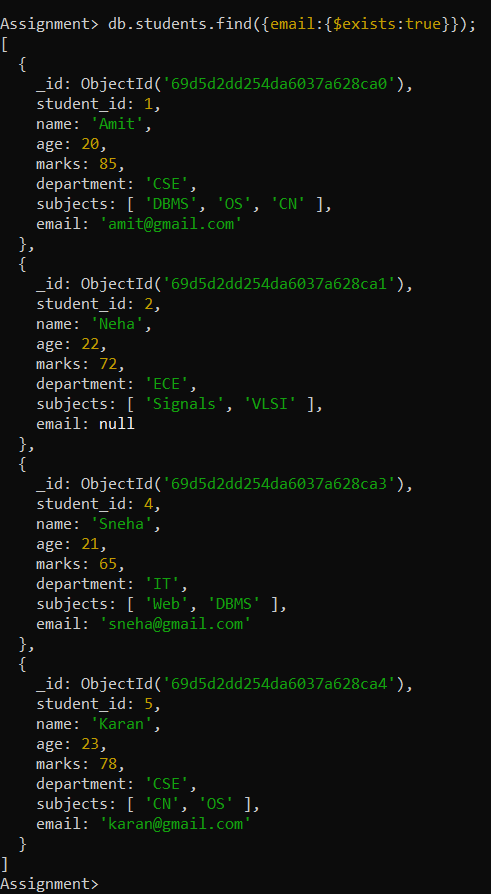 Assignment> db.students.find({email:{$exists:true}});
[
  {
    _id: ObjectId('69d5d2dd254da6037a628ca0'),
    student_id: 1,
    name: 'Amit',
    age: 20,
    marks: 85,
    department: 'CSE',
    subjects: [ 'DBMS', 'OS', 'CN' ],
    email: 'amit@gmail.com'
  },
  {
    _id: ObjectId('69d5d2dd254da6037a628ca1'),
    student_id: 2,
    name: 'Neha',
    age: 22,
    marks: 72,
    department: 'ECE',
    subjects: [ 'Signals', 'VLSI' ],
    email: null
  },
  {
    _id: ObjectId('69d5d2dd254da6037a628ca3'),
    student_id: 4,
    name: 'Sneha',
    age: 21,
    marks: 65,
    department: 'IT',
    subjects: [ 'Web', 'DBMS' ],
    email: 'sneha@gmail.com'
  },
  {
    _id: ObjectId('69d5d2dd254da6037a628ca4'),
    student_id: 5,
    name: 'Karan',
    age: 23,
    marks: 78,
    department: 'CSE',
    subjects: [ 'CN', 'OS' ],
    email: 'karan@gmail.com'
  }
]
Assignment>